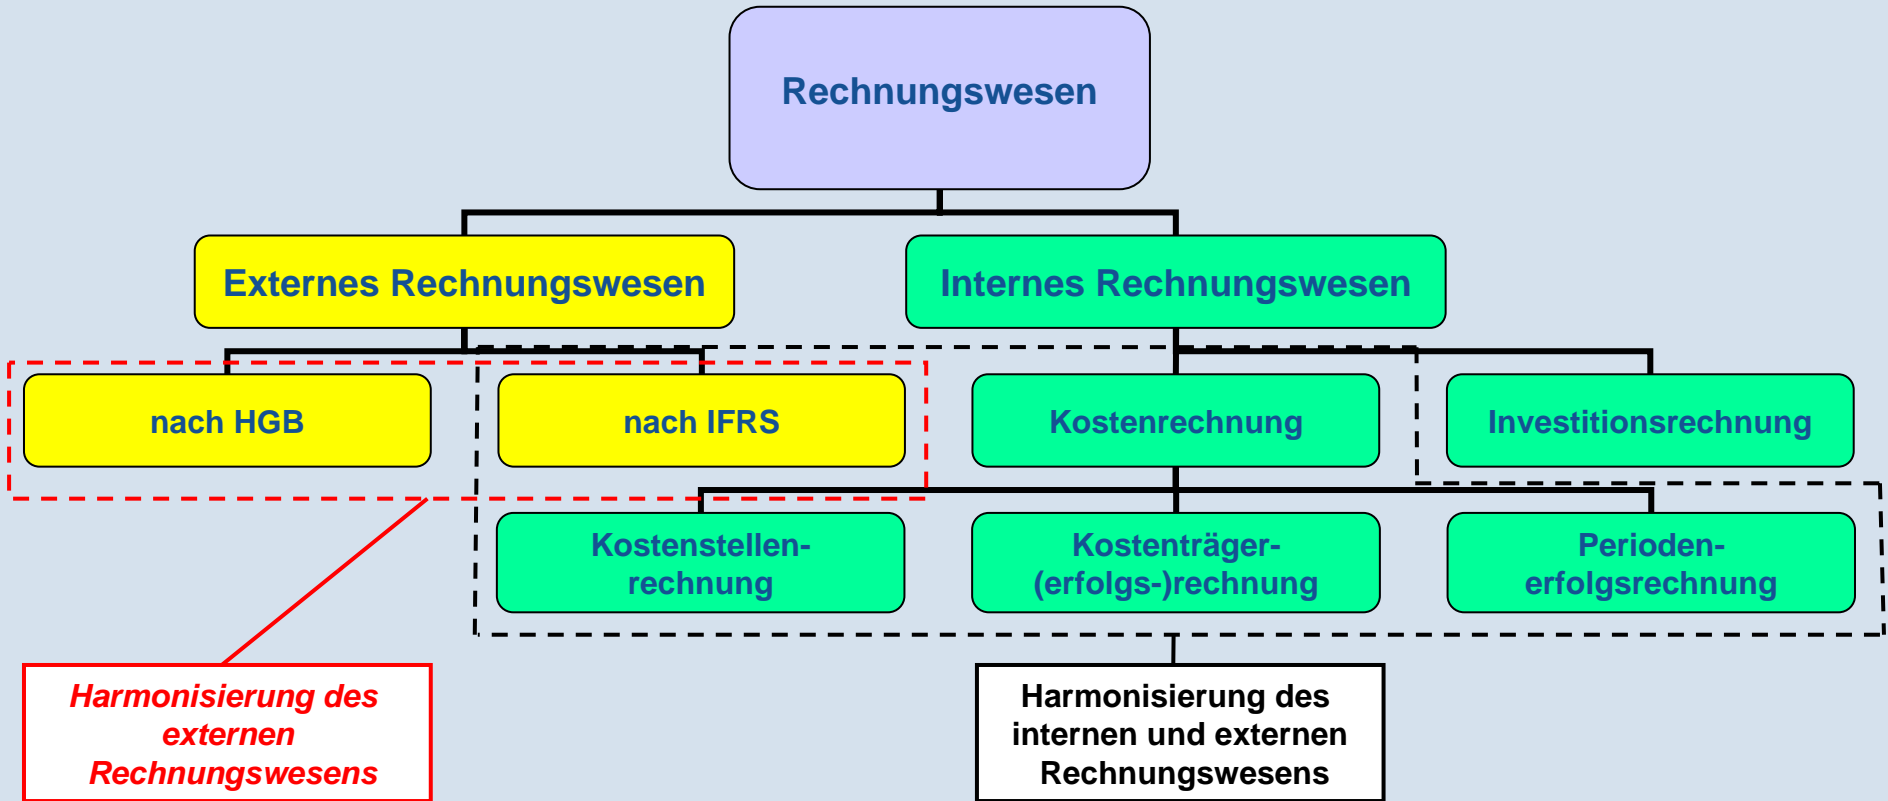 Rechnungswesen
Externes Rechnungswesen
Internes Rechnungswesen
nach HGB
nach IFRS
Kostenrechnung
Investitionsrechnung
Kostenstellen-
rechnung
Kostenträger-
(erfolgs-)rechnung
Perioden-
erfolgsrechnung
Harmonisierung des
externen
Rechnungswesens
Harmonisierung des
internen und externen
Rechnungswesens